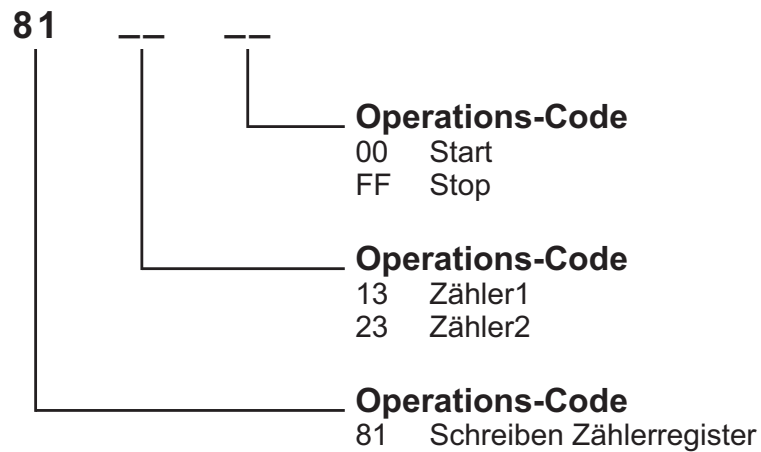 81 __ __
Operations-Code
00 Start
FF Stop
Operations-Code
13 Zähler1
23 Zähler2
Operations-Code
81 Schreiben Zählerregister